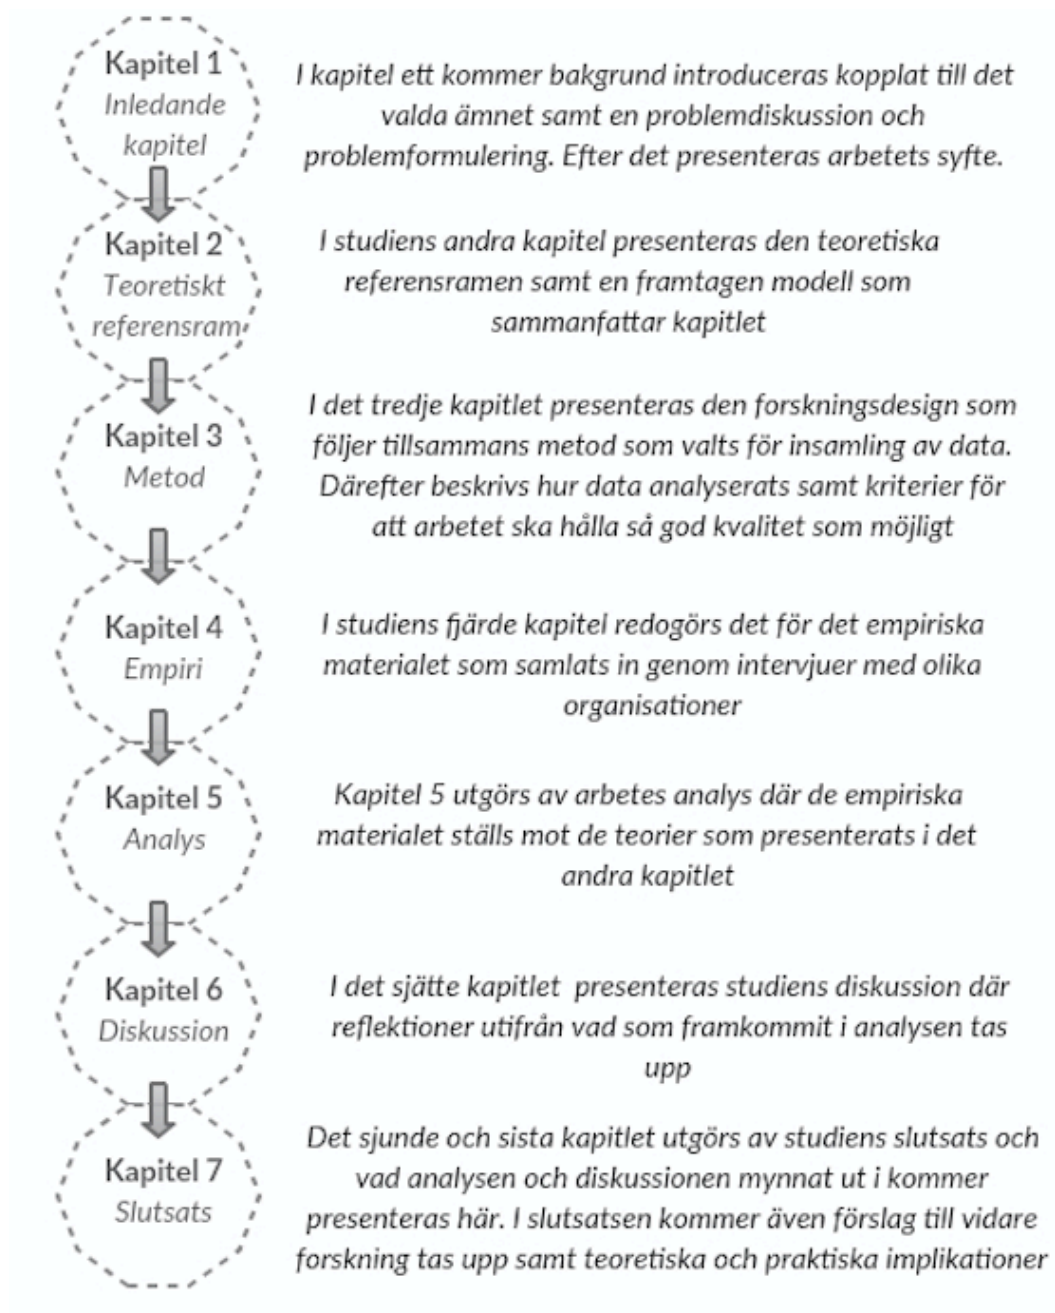 Kapitel 1
Inledande
kapitel
I kapitel ett kommer bakgrund introduceras kopplat till det
valda ämnet samt en problemdiskussion och
problemformulering. Efter det presenteras arbetets syfte.
Kapitel 2
Teoretiskt
referensram
I studiens andra kapitel presenteras den teoretiska
referensramen samt en framtagen modell som
sammanfattar kapitlet
Kapitel 3
Metod
I det tredje kapitlet presenteras den forskningsdesign som
följer tillsammans metod som valts för insamling av data.
Därefter beskrivs hur data analyserats samt kriterier för
att arbetet ska hålla så god kvalitet som möjligt
Kapitel 4
Empiri
I studiens fjärde kapitel redogörs det för det empiriska
materialet som samlats in genom intervjuer med olika
organisationer
Kapitel 5
Analys
Kapitel 5 utgörs av arbetes analys där de empiriska
materialet ställs mot de teorier som presenterats i det
andra kapitlet
Kapitel 6
Diskussion
I det sjätte kapitlet  presenteras studiens diskussion där
reflektioner utifrån vad som framkommit i analysen tas
upp
Kapitel 7
Slutsats
Det sjunde och sista kapitlet utgörs av studiens slutsats och
vad analysen och diskussionen mynnat ut i kommer
presenteras här. I slutsatsen kommer även förslag till vidare
forskning tas upp samt teoretiska och praktiska implikationer